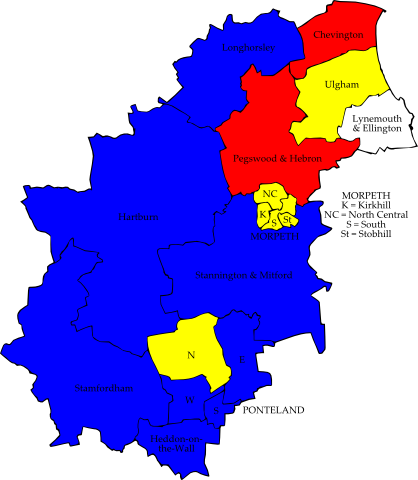 Chevington
Longhorsley
Ulgham
Lynemouth
& Ellington
Pegswood & Hebron
NC
MORPETH
K = Kirkhill
NC = North Central
S = South
St = Stobhill
Hartburn
K
S
St
MORPETH
Stannington & Mitford
N
E
Stamfordham
W
S
PONTELAND
Heddon-on-
the-Wall